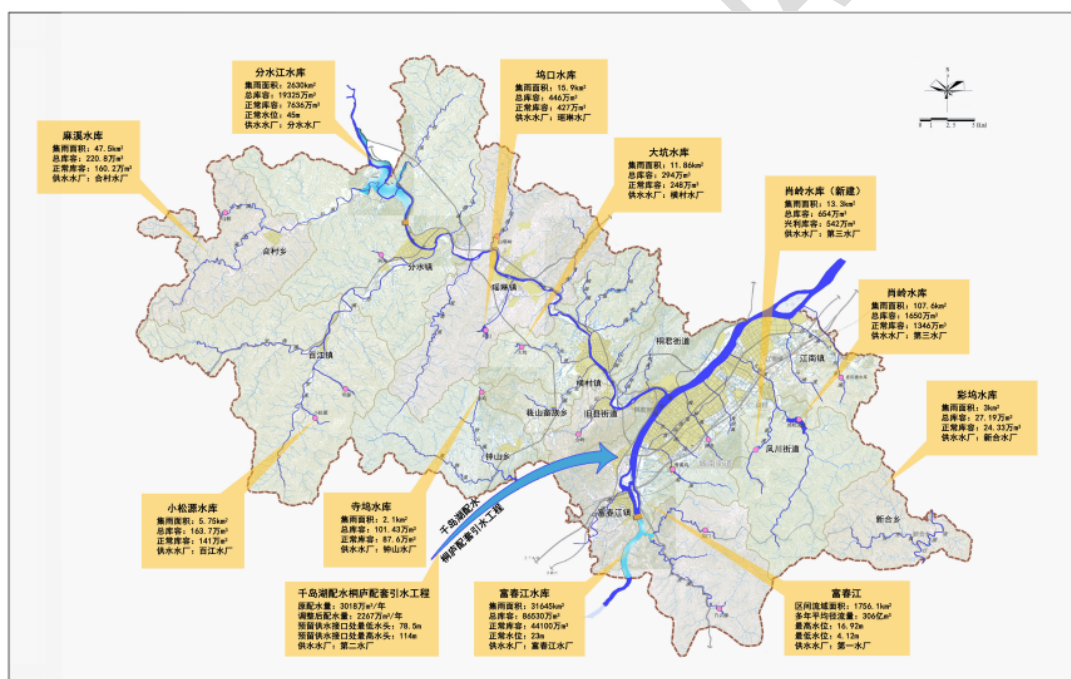 分水江水库
集雨面积：2630km²
总库容：19325万m³
正常库容：7636万m³
正常水位：45m
供水水厂：分水水厂
坞口水库
集雨面积：15.9km²
总库容：446万m³
正常库容：427万m³
供水水厂：瑶琳水厂
麻溪水库
集雨面积：47.5km²
总库容：220.8万m³
正常库容：160.2万m³
供水水厂：合村水厂
大坑水库
集雨面积：11.86km²
总库容：294万m³
正常库容：248万m³
供水水厂：横村水厂
肖岭水库（新建）
集雨面积：13.3km²
总库容：654万m³
兴利库容：542万m³
供水水厂：第三水厂
肖岭水库
集雨面积：107.6km²
总库容：1650万m³
正常库容：1346万m³
供水水厂：第三水厂
彩坞水库
集雨面积：3km²
总库容：27.19万m³
正常库容：24.33万m³
供水水厂：新合水厂
合村乡
分水镇
瑶琳镇
百江镇
桐君街道
江南镇
横村镇
旧县街道
莪山畲族乡
钟山乡
凤川街道
富春江镇
新合乡
小松源水库
集雨面积：5.75km²
总库容：163.7万m³
正常库容：141万m³
供水水厂：百江水厂
寺坞水库
集雨面积：2.1km²
总库容：101.43万m³
正常库容：87.6万m³
供水水厂：钟山水厂
千岛湖配水
桐庐配套引水工程
千岛湖配水桐庐配套引水工程
原配水量：3018万m³/年
调整后配水量：2267万m³/年
预留供水接口处最低水头：78.5m
预留供水接口处最高水头：114m
供水水厂：第二水厂
富春江水库
集雨面积：31645km²
总库容：86530万m³
正常库容：44100万m³
正常水位：23m
供水水厂：富春江水厂
富春江
区间流域面积：1756.1km²
多年平均径流量：306亿m³
最高水位：16.92m
最低水位：4.12m
供水水厂：第一水厂
0 1 2.5 5 (Km)